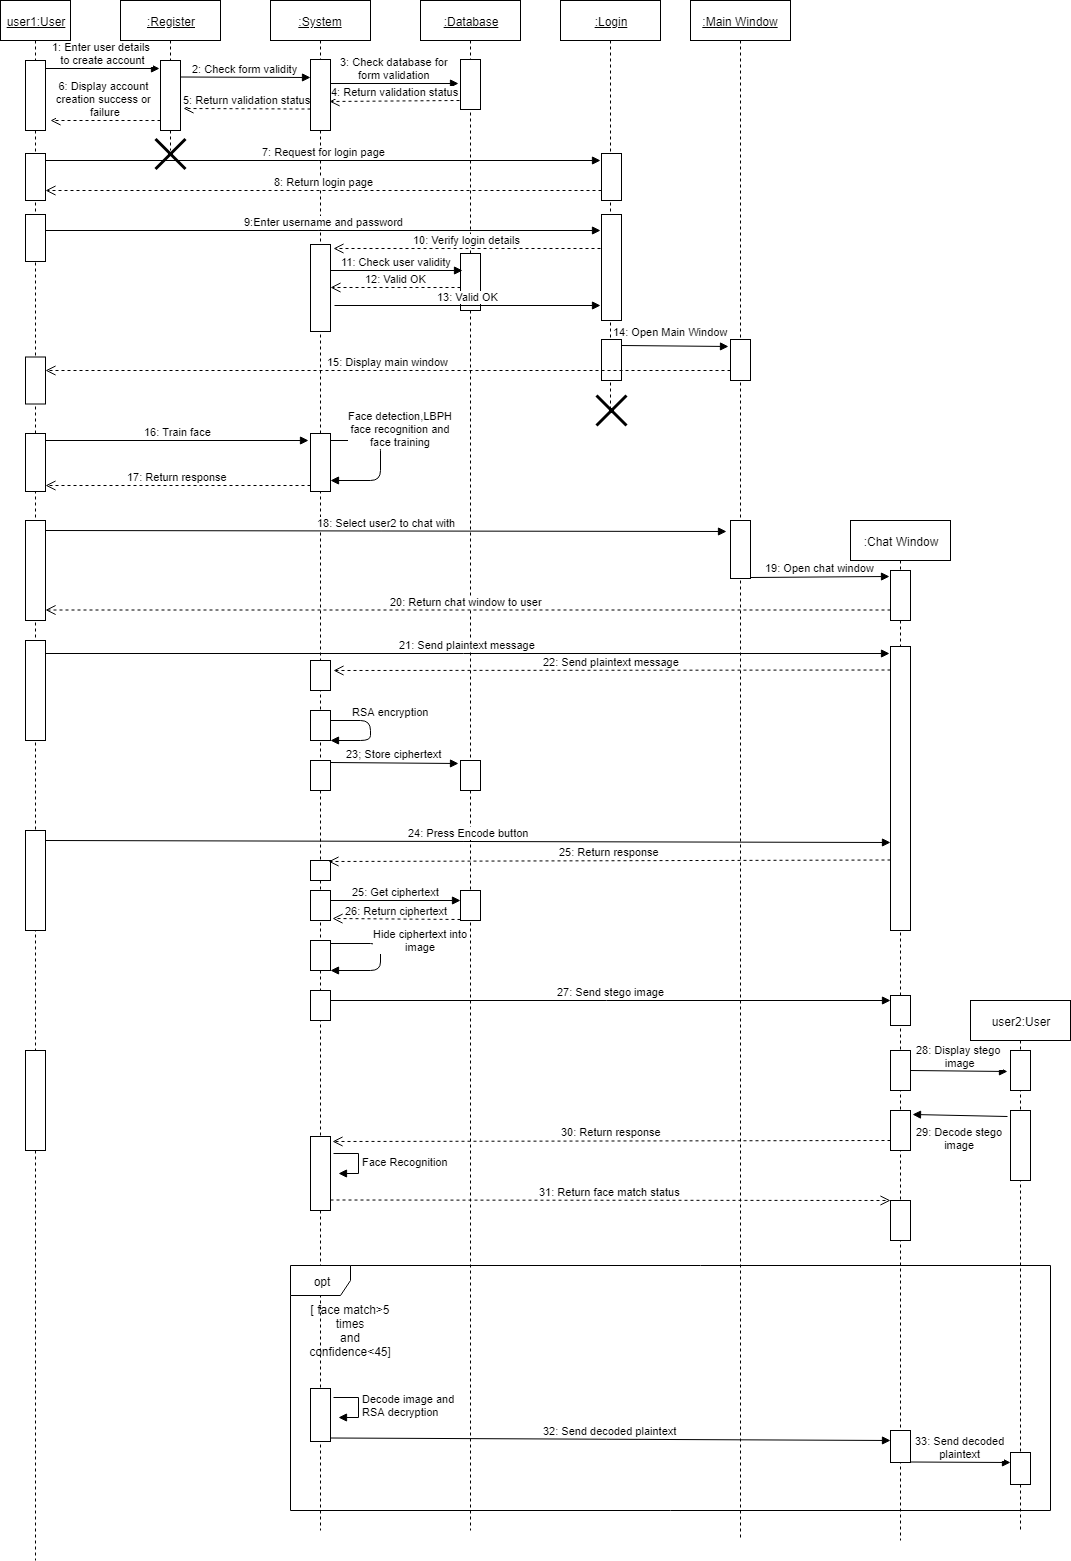 user1:User
:Register
:System
:Database
:Login
:Main Window
1: Enter user details
to create account
2: Check form validity
3: Check database for
form validation
4: Return validation status
5: Return validation status
6: Display account
creation success or
failure
7: Request for login page
8: Return login page
9:Enter username and password
10: Verify login details
11: Check user validity
12: Valid OK
13: Valid OK
14: Open Main Window
15: Display main window
Face detection,LBPH
face recognition and
face training
16: Train face
17: Return response
18: Select user2 to chat with
:Chat Window
19: Open chat window
20: Return chat window to user
21: Send plaintext message
22: Send plaintext message
RSA encryption
23; Store ciphertext
24: Press Encode button
25: Return response
25: Get ciphertext
26: Return ciphertext
Hide ciphertext into
image
27: Send stego image
user2:User
28: Display stego
image
29: Decode stego
image
30: Return response
Face Recognition
31: Return face match status
opt
[ face match>5
times
and
confidence<45]
Decode image and
RSA decryption
32: Send decoded plaintext
33: Send decoded
plaintext